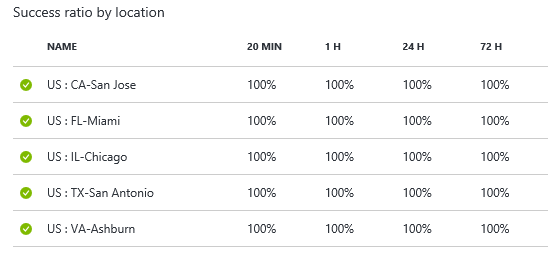 Success ratio by location
NAME 20 MIN 1 H 24 H 72 H
US : CA-San Jose 100% 100% 100% 100%
US : FL-Miami 100% 100% 100% 100%
US : IL-Chicago 100% 100% 100% 100%
US : TX-San Antonio 100% 100% 100% 100%
US : VA-Ashburn 100% 100% 100% 100%